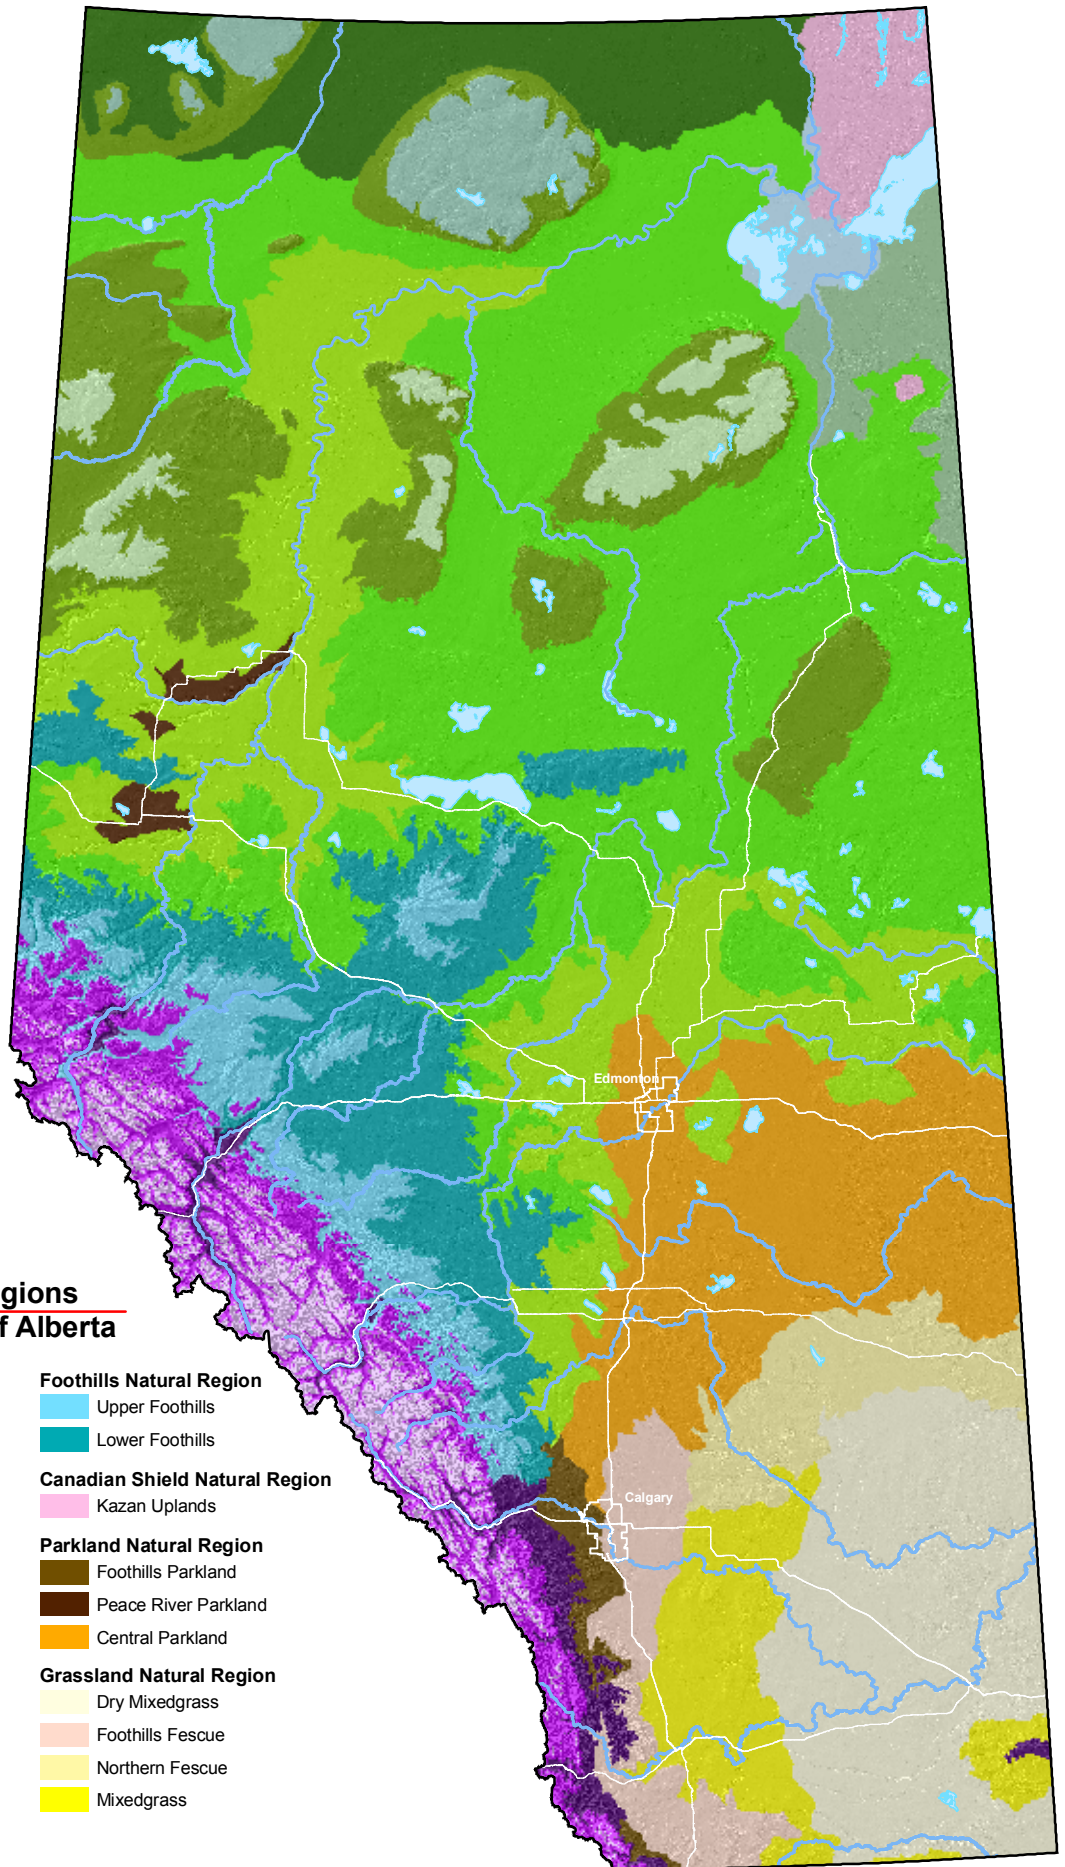 Edmonton
Calgary
gions
f Alberta
Foothills Natural Region
Upper Foothills
Lower Foothills
Canadian Shield Natural Region
Kazan Uplands
Parkland Natural Region
Foothills Parkland
Peace River Parkland
Central Parkland
Grassland Natural Region
Dry Mixedgrass
Foothills Fescue
Northern Fescue
Mixedgrass